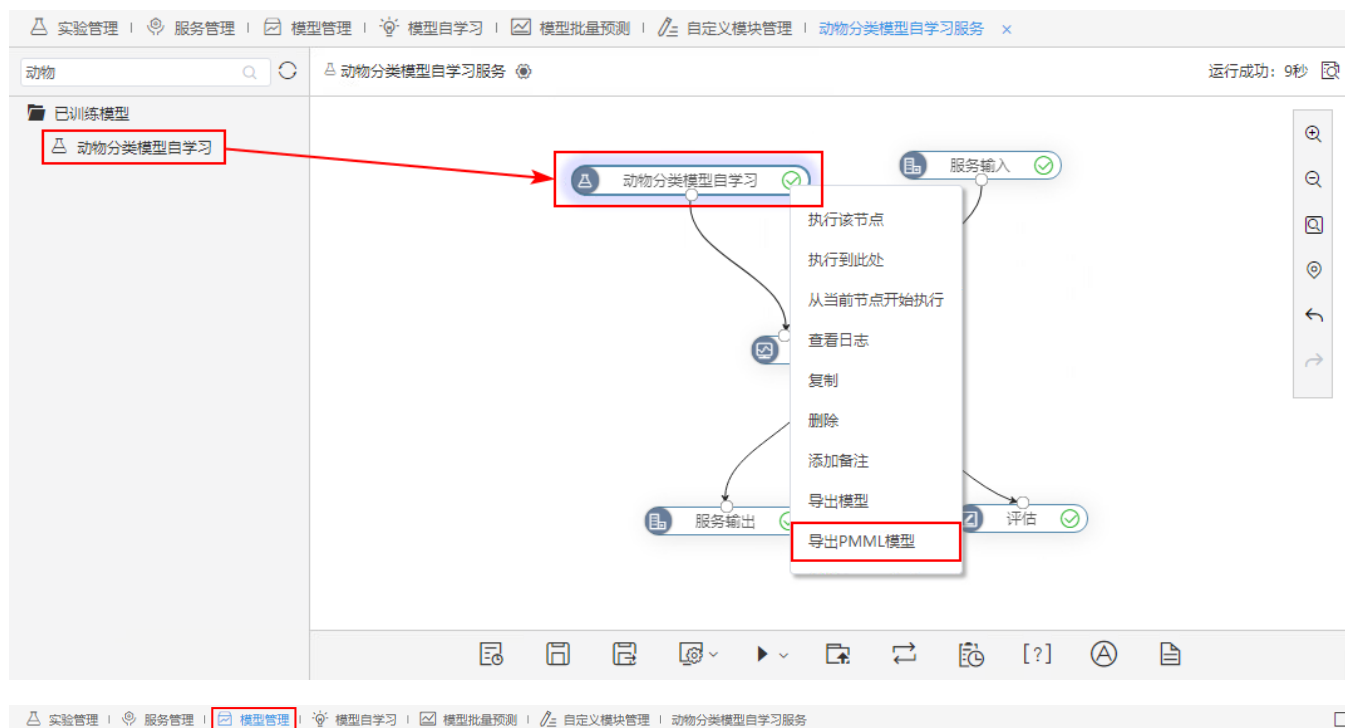 实验管理 服务管理 模型管理 模型自学习 模型批量预测 自定义模块管理 动物分类模型自学习服务 ×
动物 动物分类模型自学习服务 运行成功：9秒
已训练模型
动物分类模型自学习
动物分类模型自学习 服务输入
执行该节点
执行到此处
从当前节点开始执行
查看日志
复制
删除
添加备注
导出模型
服务输出 评估
导出PMML模型
[?] A
实验管理 服务管理 模型管理 模型自学习 模型批量预测 自定义模块管理 动物分类模型自学习服务